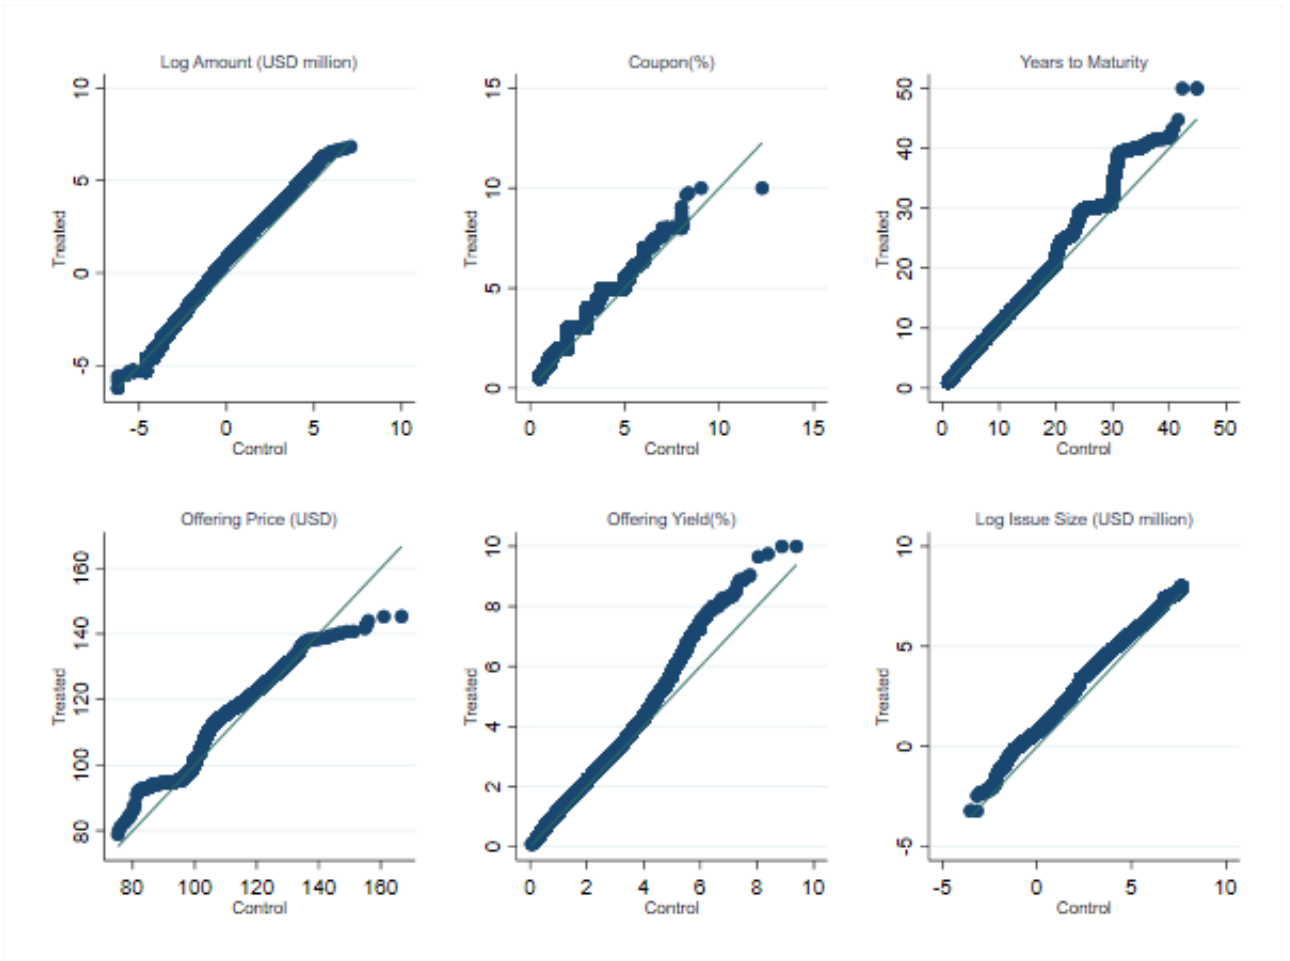 Log Amount (USD million)
Treated
10
5
0
-5
-5 0 5 10
Control
Coupon(%)
Treated
15
10
5
0
0 5 10 15
Control
Years to Maturity
Treated
50
40
30
20
10
0
0 10 20 30 40 50
Control
Offering Price (USD)
Treated
160
140
120
100
80
80 100 120 140 160
Control
Offering Yield(%)
Treated
10
8
6
4
2
0
0 2 4 6 8 10
Control
Log Issue Size (USD million)
Treated
10
5
0
-5
-5 0 5 10
Control